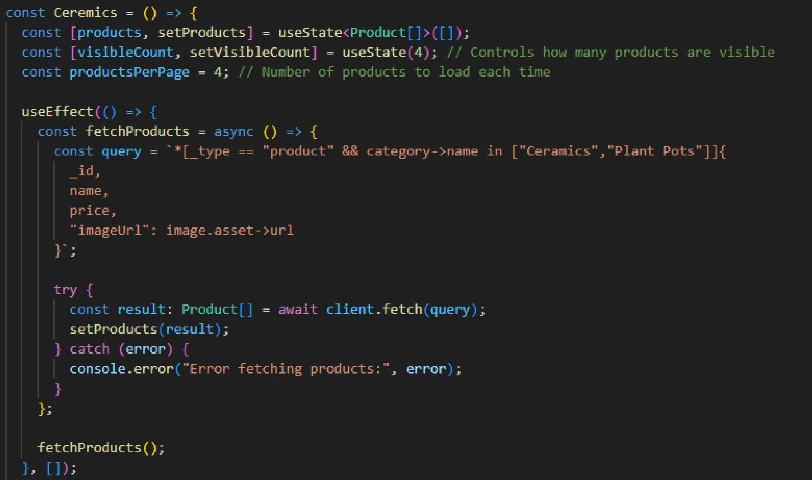 const Ceremics = () => {
const [products, setProducts] = useState<Product[]>([]);
const [visibleCount, setVisibleCount] = useState(4); // Controls how many products are visible
const productsPerPage = 4; // Number of products to load each time
useEffect(() => {
const fetchProducts = async () => {
const query = `*[_type == "product" && category->name in ["Ceramics","Plant Pots"]]{
_id,
name,
price,
"imageUrl": image.asset->url
}`;
try {
const result: Product[] = await client.fetch(query);
setProducts(result);
} catch (error) {
console.error("Error fetching products:", error);
}
};
fetchProducts();
}, []);